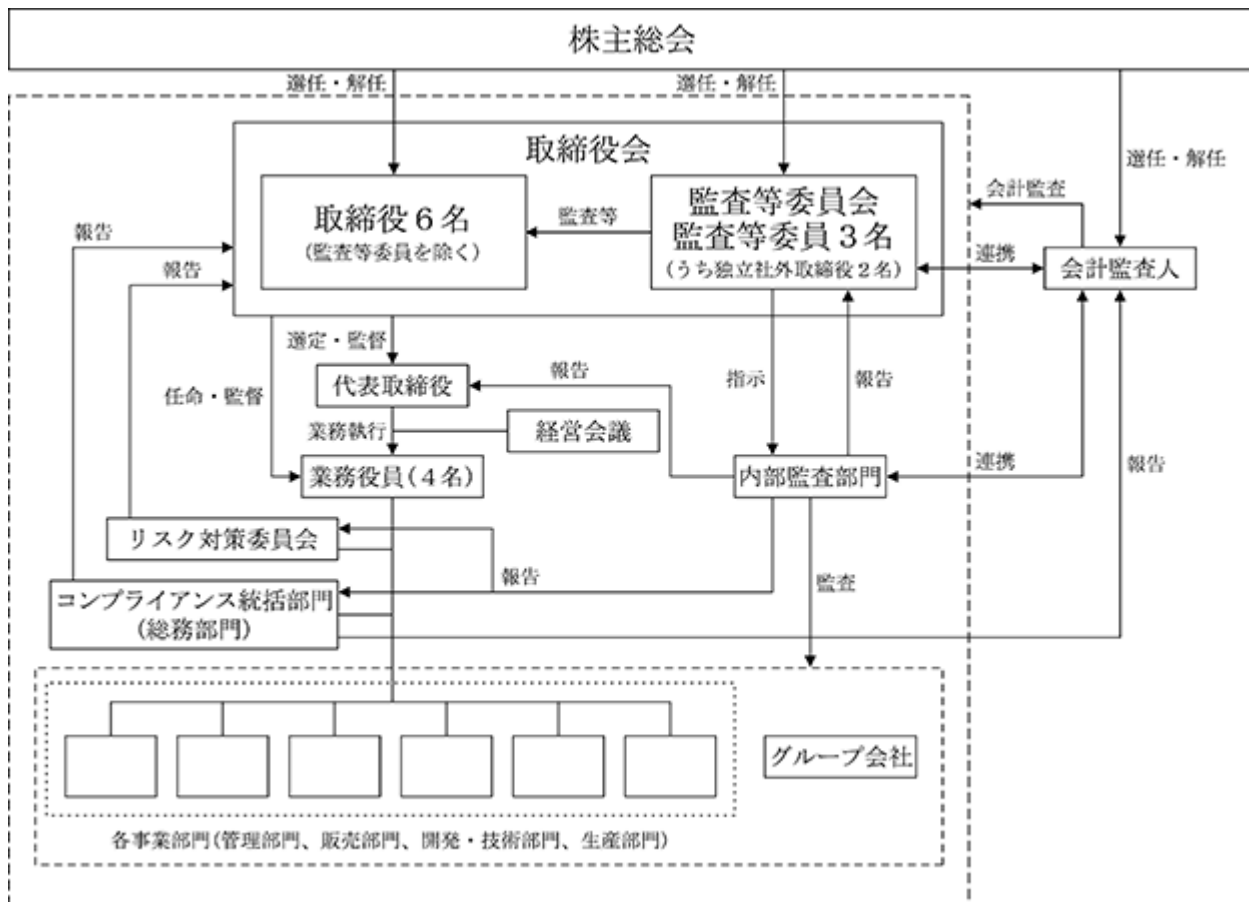 株主総会
選任・解任
選任・解任
選任・解任
取締役会
取締役6名
(監査等委員を除く)
監査等
監査等委員会
監査等委員3名
(うち独立社外取締役2名)
会計監査
連携
会計監査人
報告
報告
選定・監督
任命・監督
代表取締役
報告
指示
報告
業務執行
経営会議
業務役員(4名)
内部監査部門
連携
報告
リスク対策委員会
報告
監査
コンプライアンス統括部門
(総務部門)
グループ会社
各事業部門(管理部門、販売部門、開発・技術部門、生産部門)